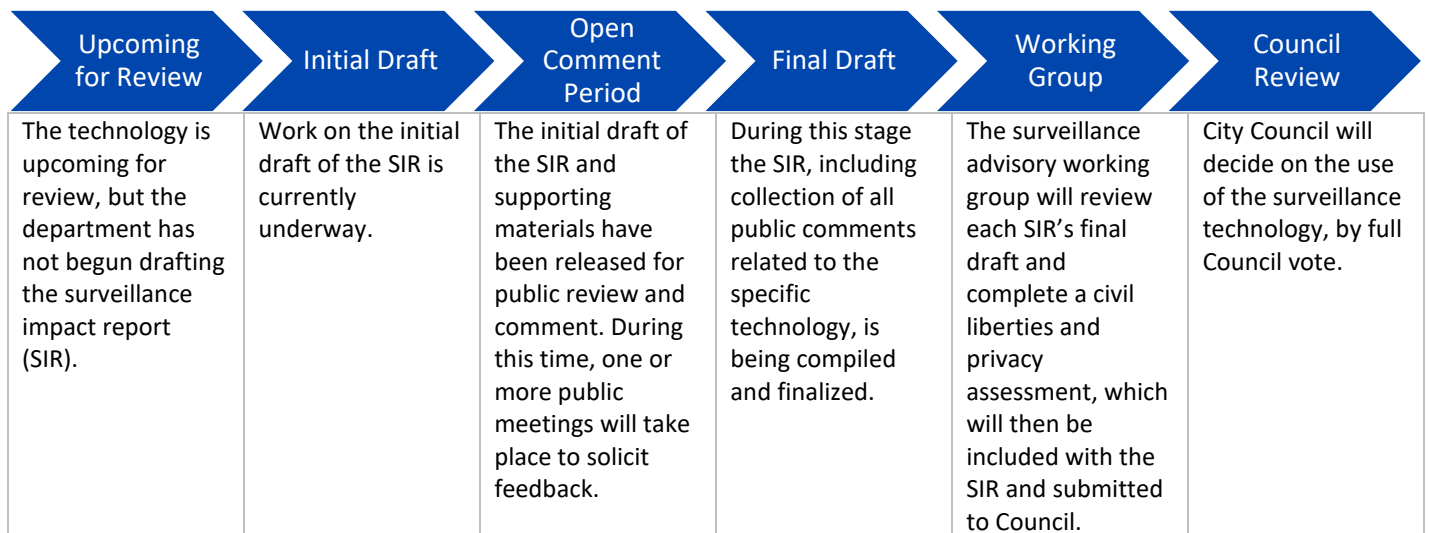 Upcoming
for Review
Initial Draft
Open
Comment
Period
Final Draft
Working
Group
Council
Review
The technology is
upcoming for
review, but the
department has
not begun drafting
the surveillance
impact report
(SIR).
Work on the initial
draft of the SIR is
currently
underway.
The initial draft of
the SIR and
supporting
materials have
been released for
public review and
comment. During
this time, one or
more public
meetings will take
place to solicit
feedback.
During this stage
the SIR, including
collection of all
public comments
related to the
specific
technology, is
being compiled
and finalized.
The surveillance
advisory working
group will review
each SIR’s final
draft and
complete a civil
liberties and
privacy
assessment, which
will then be
included with the
SIR and submitted
to Council.
City Council will
decide on the use
of the surveillance
technology, by full
Council vote.